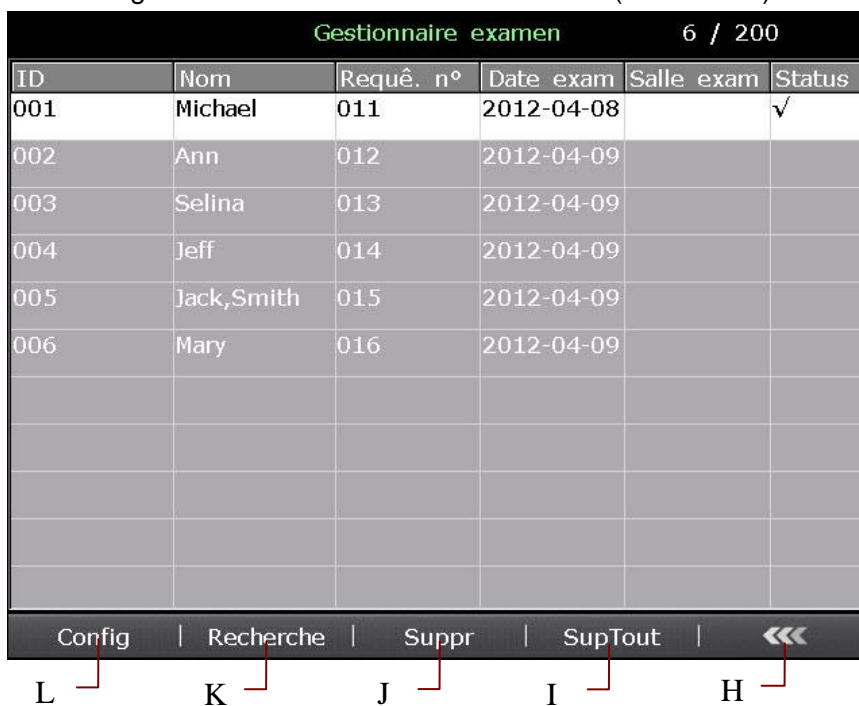 Gestionnaire examen 6 / 200
ID Nom Requê. nº Date exam Salle exam Status
001 Michael 011 2012-04-08 √
002 Ann 012 2012-04-09
003 Selina 013 2012-04-09
004 Jeff 014 2012-04-09
005 Jack,Smith 015 2012-04-09
006 Mary 016 2012-04-09
Config | Recherche | Suppr | SupTout |
L K J I H